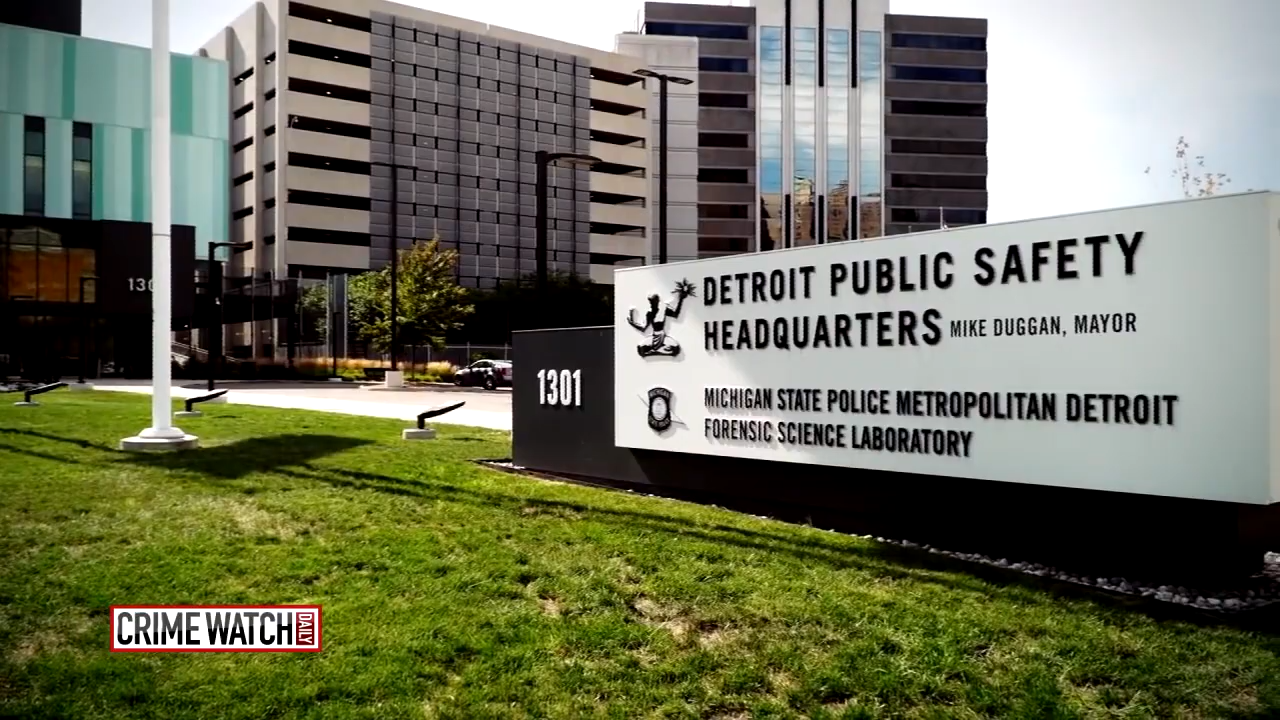 130
1301
DETROIT PUBLIC SAFETY
HEADQUARTERS MIKE DUGGAN, MAYOR
MICHIGAN STATE POLICE METROPOLITAN DETROIT
FORENSIC SCIENCE LABORATORY
CRIME WATCH DAILY